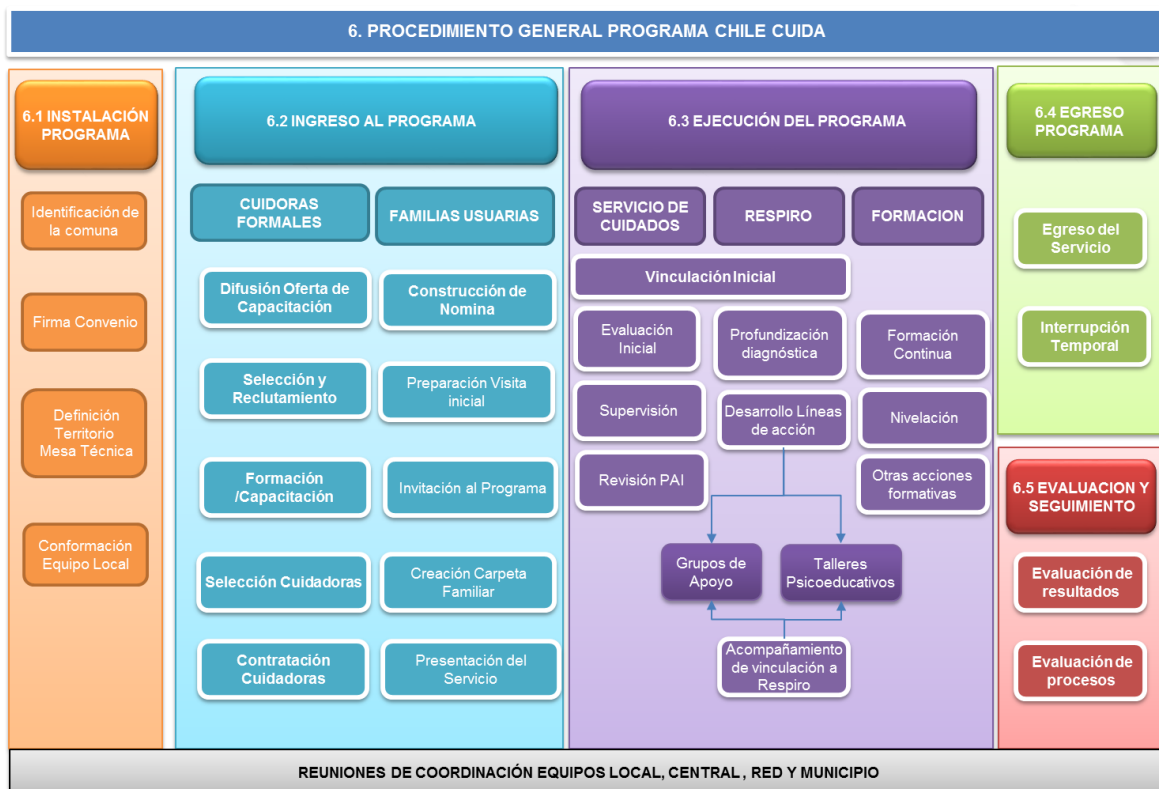 6. PROCEDIMIENTO GENERAL PROGRAMA CHILE CUIDA
6.1 INSTALACIÓN
PROGRAMA
Identificación de
la comuna
Firma Convenio
Definición
Territorio
Mesa Técnica
Conformación
Equipo Local
6.2 INGRESO AL PROGRAMA
CUIDORAS
FORMALES
Difusión Oferta de
Capacitación
Selección y
Reclutamiento
Formación
/Capacitación
Selección Cuidadoras
Contratación
Cuidadoras
FAMILIAS USUARIAS
Construcción de
Nomina
Preparación Visita
inicial
Invitación al Programa
Creación Carpeta
Familiar
Presentación del
Servicio
6.3 EJECUCIÓN DEL PROGRAMA
SERVICIO DE
CUIDADOS
RESPIRO
FORMACION
Vinculación Inicial
Evaluación
Inicial
Supervisión
Revisión PAI
Profundización
diagnóstica
Desarrollo Líneas
de acción
Formación
Continua
Nivelación
Otras acciones
formativas
Grupos de
Apoyo
Talleres
Psicoeducativos
Acompañamiento
de vinculación a
Respiro
6.4 EGRESO
PROGRAMA
Egreso del
Servicio
Interrupción
Temporal
6.5 EVALUACION Y
SEGUIMIENTO
Evaluación de
resultados
Evaluación de
procesos
REUNIONES DE COORDINACIÓN EQUIPOS LOCAL, CENTRAL , RED Y MUNICIPIO